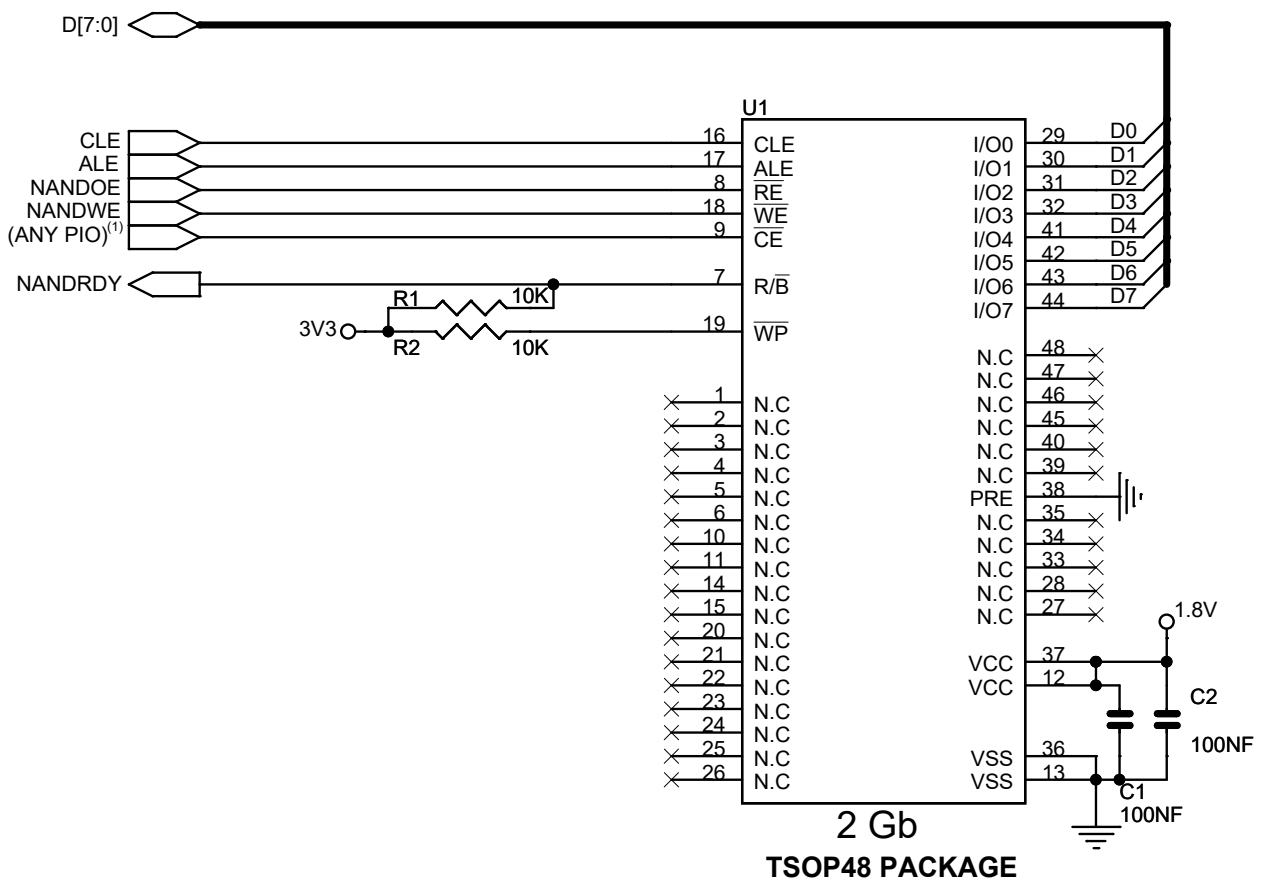 D[7:0]
U1
CLE 16 CLE I/O0 29 D0
ALE 17 ALE I/O1 30 D1
NANDOE 8 RE I/O2 31 D2
NANDWE 18 WE I/O3 32 D3
(ANY PIO)(1) 9 CE I/O4 41 D4
I/O5 42 D5
NANDRDY 7 R/B I/O6 43 D6
R1 10K I/O7 44 D7
3V3 19 WP
R2 10K
N.C 48
N.C 47
1 N.C N.C 46
2 N.C N.C 45
3 N.C N.C 40
4 N.C N.C 39
5 N.C PRE 38
6 N.C N.C 35
10 N.C N.C 34
11 N.C N.C 33
14 N.C N.C 28
15 N.C N.C 27
1.8V
20 N.C
21 N.C VCC 37
22 N.C VCC 12
23 N.C C2
24 N.C 100NF
25 N.C VSS 36
26 N.C VSS 13
C1
100NF
2 Gb
TSOP48 PACKAGE